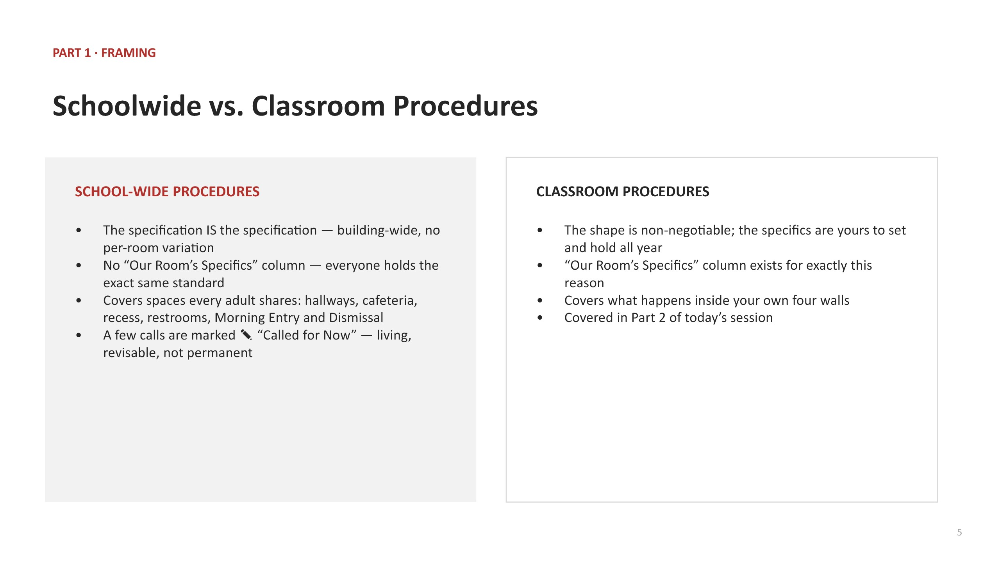 PART 1 · FRAMING
Schoolwide vs. Classroom Procedures
SCHOOL-WIDE PROCEDURES
• The specification IS the specification — building-wide, no
per-room variation
• No “Our Room’s Specifics” column — everyone holds the
exact same standard
• Covers spaces every adult shares: hallways, cafeteria,
recess, restrooms, Morning Entry and Dismissal
• A few calls are marked ✎ “Called for Now” — living,
revisable, not permanent
CLASSROOM PROCEDURES
• The shape is non-negotiable; the specifics are yours to set
and hold all year
• “Our Room’s Specifics” column exists for exactly this
reason
• Covers what happens inside your own four walls
• Covered in Part 2 of today’s session
5